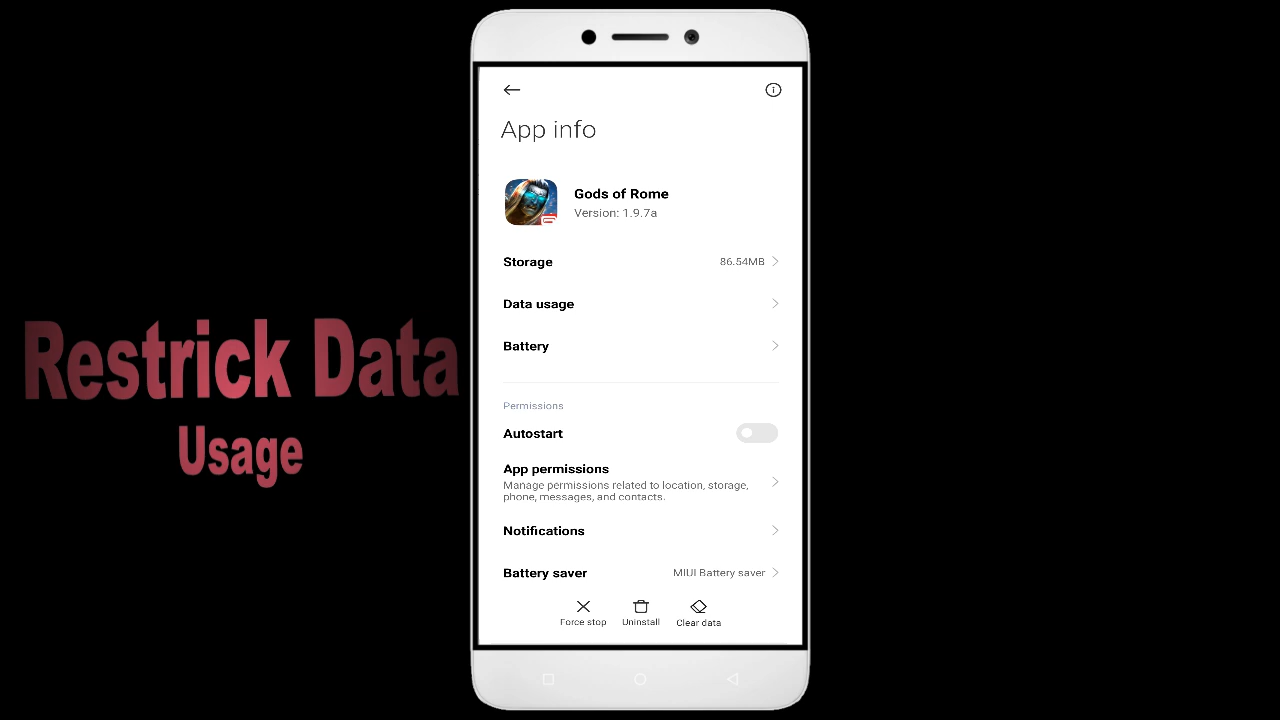 Restrick Data
Usage
App info
Gods of Rome
Version: 1.9.7a
Storage 86.54MB
Data usage
Battery
Permissions
Autostart
App permissions
Manage permissions related to location, storage,
phone, messages, and contacts.
Notifications
Battery saver MIUI Battery saver
Force stop Uninstall Clear data